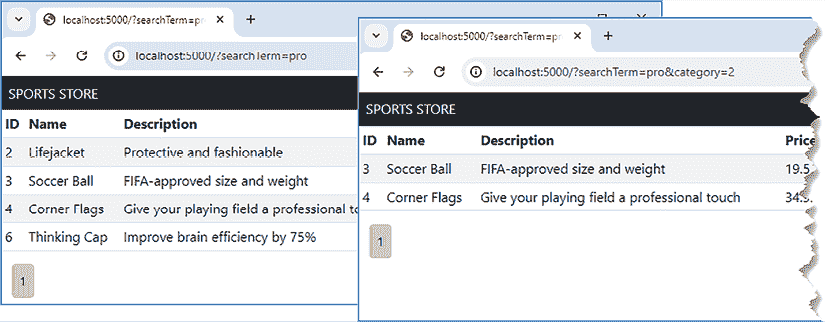 localhost:5000/?searchTerm=pro
localhost:5000/?searchTerm=pro
SPORTS STORE
ID Name Description
2 Lifejacket Protective and fashionable
3 Soccer Ball FIFA-approved size and weight
4 Corner Flags Give your playing field a professional to
6 Thinking Cap Improve brain efficiency by 75%
1
localhost:5000/?searchTerm=pr
localhost:5000/?searchTerm=pro&category=2
SPORTS STORE
ID Name Description Price
3 Soccer Ball FIFA-approved size and weight 19.5
4 Corner Flags Give your playing field a professional touch 34.9
1